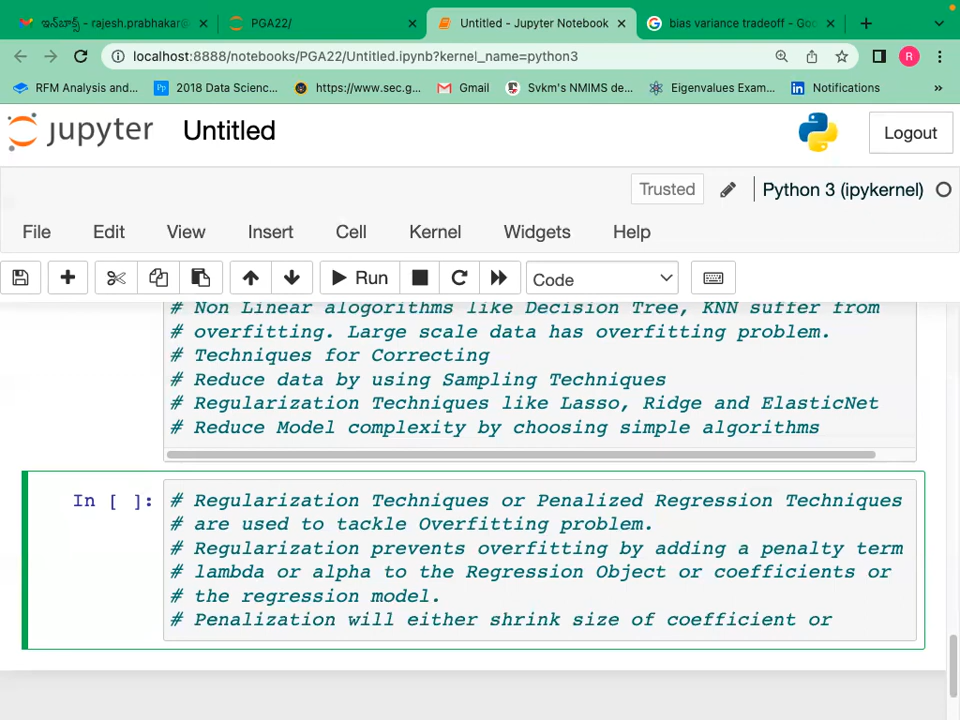 ఇన్‌బాక్స్ - rajesh.prabhakar@
PGA22/
Untitled - Jupyter Notebook
bias variance tradeoff - Goo
localhost:8888/notebooks/PGA22/Untitled.ipynb?kernel_name=python3
R
RFM Analysis and...
2018 Data Scienc...
https://www.sec.g...
Gmail
Svkm's NMIMS de...
Eigenvalues Exam...
Notifications
»
jupyter
Untitled
Logout
Trusted
Python 3 (ipykernel)
File
Edit
View
Insert
Cell
Kernel
Widgets
Help
Run
Code
# Non Linear alogorithms like Decision Tree, KNN suffer from
# overfitting. Large scale data has overfitting problem.
# Techniques for Correcting
# Reduce data by using Sampling Techniques
# Regularization Techniques like Lasso, Ridge and ElasticNet
# Reduce Model complexity by choosing simple algorithms
In [ ]:
# Regularization Techniques or Penalized Regression Techniques
# are used to tackle Overfitting problem.
# Regularization prevents overfitting by adding a penalty term
# lambda or alpha to the Regression Object or coefficients or
# the regression model.
# Penalization will either shrink size of coefficient or